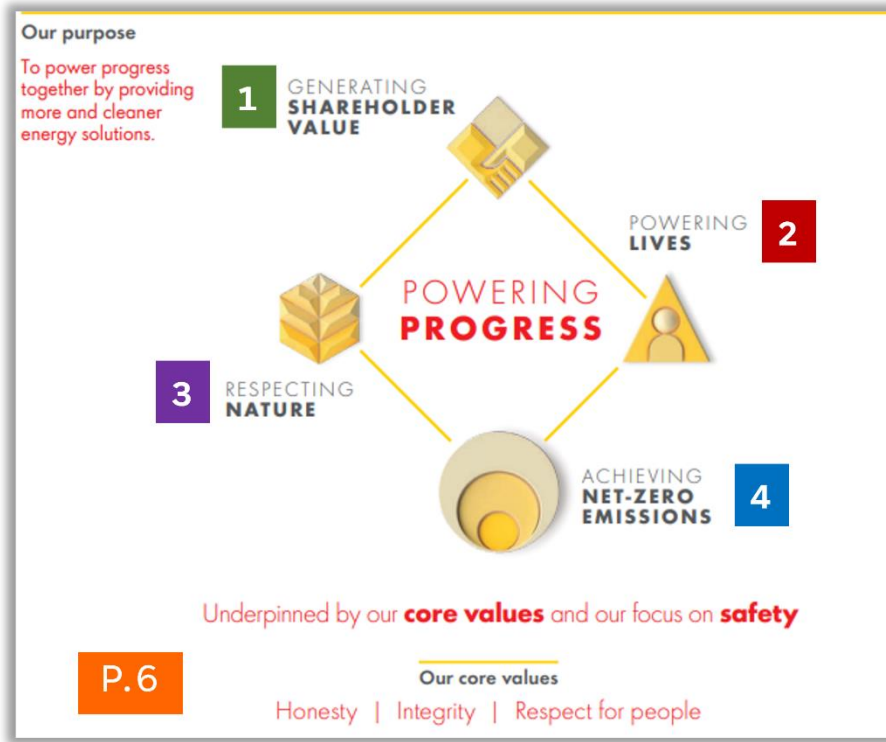 Our purpose
To power progress
together by providing
more and cleaner
energy solutions.
1
GENERATING
SHAREHOLDER
VALUE
POWERING
LIVES
2
POWERING
PROGRESS
3
RESPECTING
NATURE
ACHIEVING
NET-ZERO
EMISSIONS
4
Underpinned by our core values and our focus on safety
P.6
Our core values
Honesty | Integrity | Respect for people